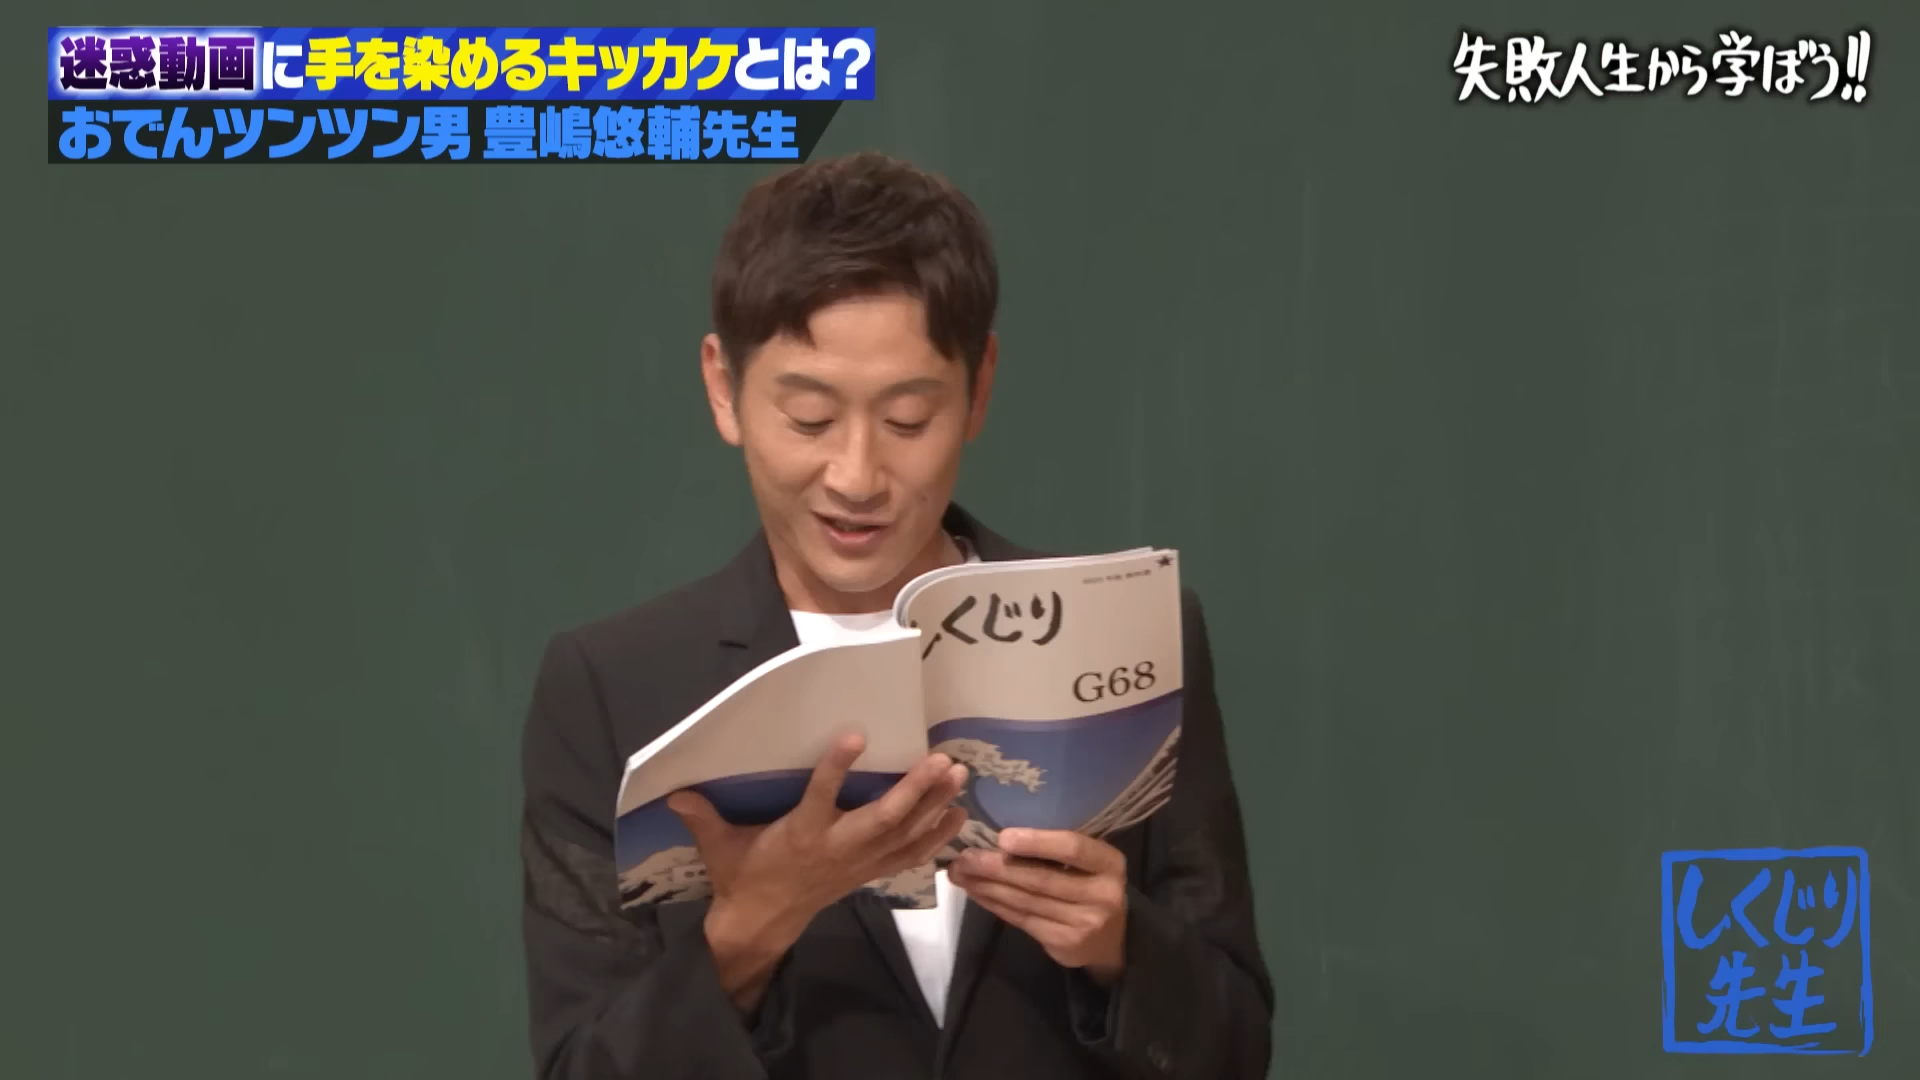 迷惑動画に手を染めるキッカケとは?
おでんツンツン男 豊嶋悠輔先生
失敗人生から学ぼう!!
しくじり
G68
しくじり
先生